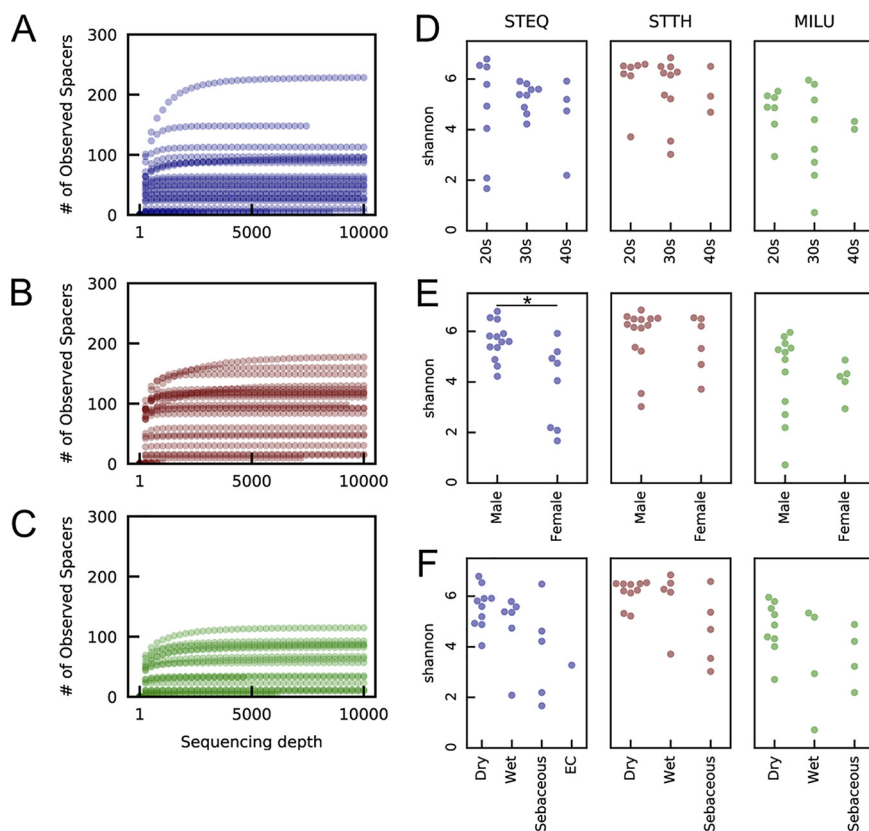 A
# of Observed Spacers
300
200
100
0
1
5000
10000
B
# of Observed Spacers
300
200
100
0
1
5000
10000
C
# of Observed Spacers
300
200
100
0
1
5000
10000
Sequencing depth
D
STEQ
STTH
MILU
shannon
6
4
2
0
20s
30s
40s
20s
30s
40s
20s
30s
40s
E
*
shannon
6
4
2
0
Male
Female
Male
Female
Male
Female
F
shannon
6
4
2
0
Dry
Wet
Sebaceous
EC
Dry
Wet
Sebaceous
Dry
Wet
Sebaceous